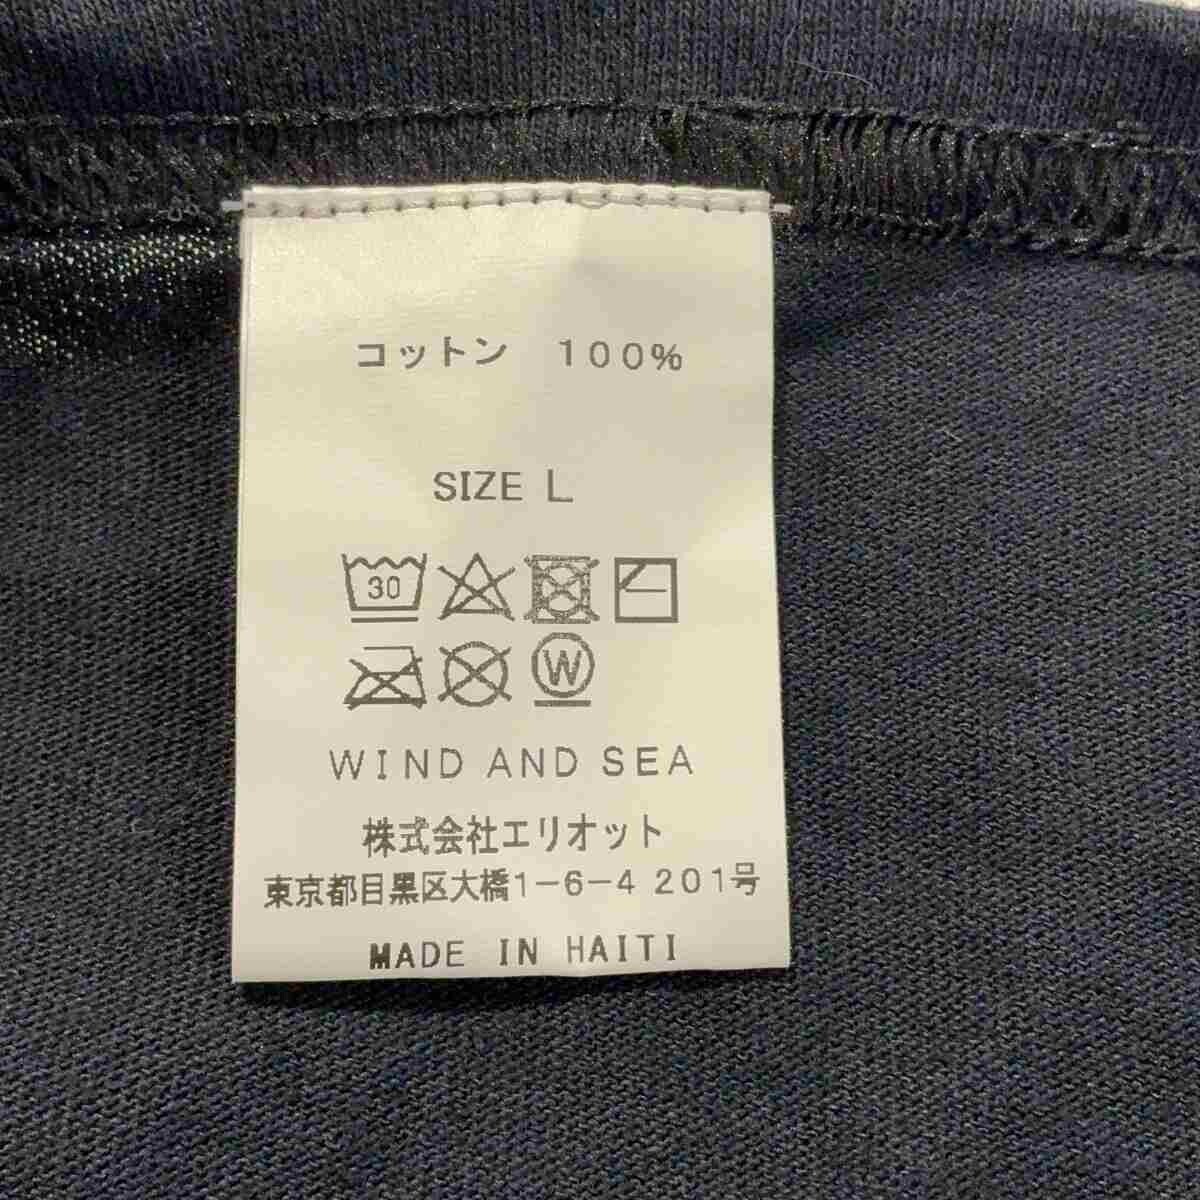 コットン 100%
SIZE L
30
W
WIND AND SEA
株式会社エリオット
東京都目黒区大橋1-6-4 201号
MADE IN HAITI